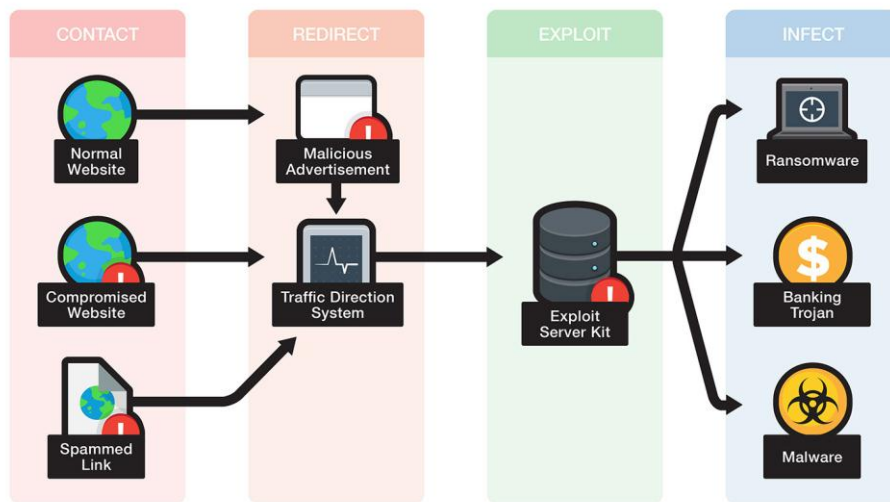 CONTACT
REDIRECT
EXPLOIT
INFECT
Normal
Website
Malicious
Advertisement
Ransomware
Compromised
Website
Traffic Direction
System
Exploit
Server Kit
Banking
Trojan
Spammed
Link
Malware